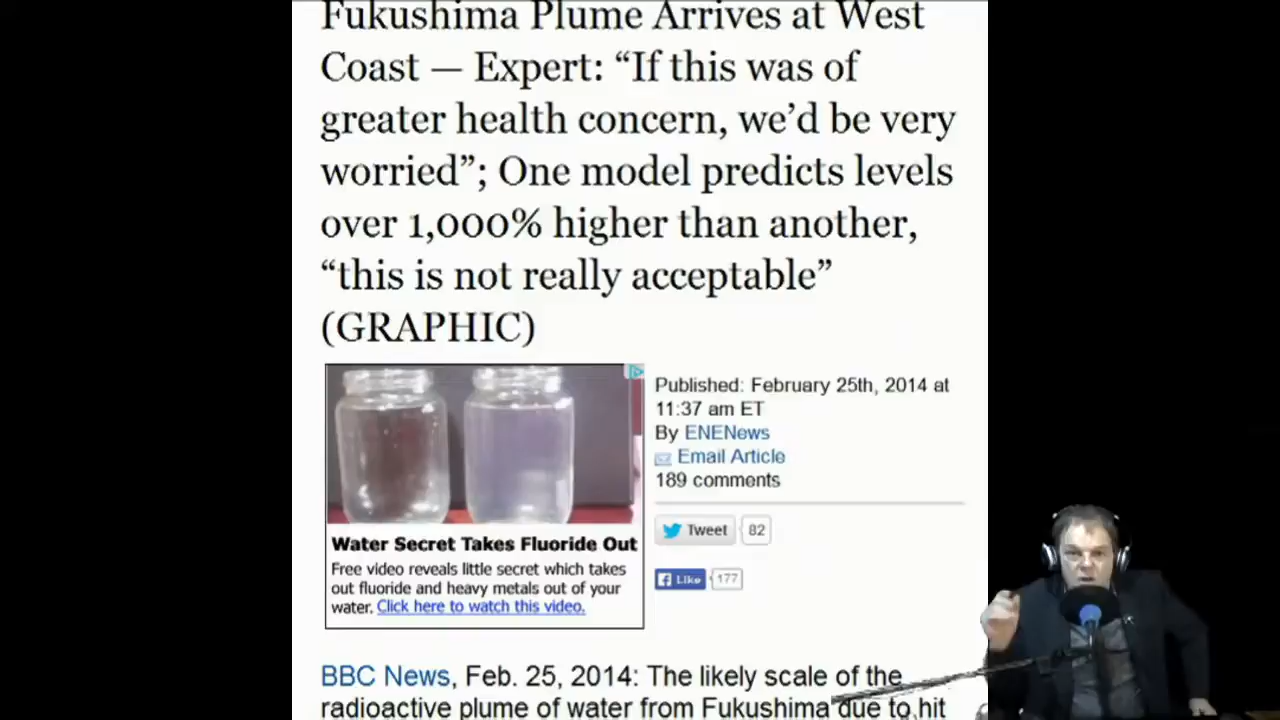 Fukushima Plume Arrives at West
Coast — Expert: “If this was of
greater health concern, we’d be very
worried”; One model predicts levels
over 1,000% higher than another,
“this is not really acceptable”
(GRAPHIC)
Water Secret Takes Fluoride Out
Free video reveals little secret which takes
out fluoride and heavy metals out of your
water. Click here to watch this video.
Published: February 25th, 2014 at
11:37 am ET
By ENENews
Email Article
189 comments
Tweet 82
Like 177
BBC News, Feb. 25, 2014: The likely scale of the
radioactive plume of water from Fukushima due to hit